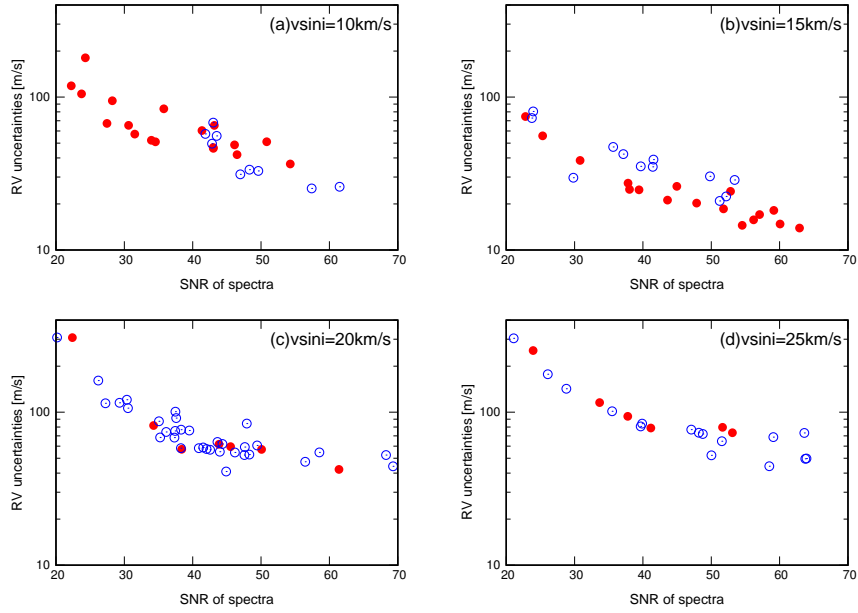 (a)vsini=10km/s
RV uncertainties [m/s]
100
10
20 30 40 50 60 70
SNR of spectra
(b)vsini=15km/s
RV uncertainties [m/s]
100
10
20 30 40 50 60 70
SNR of spectra
(c)vsini=20km/s
RV uncertainties [m/s]
100
10
20 30 40 50 60 70
SNR of spectra
(d)vsini=25km/s
RV uncertainties [m/s]
100
10
20 30 40 50 60 70
SNR of spectra